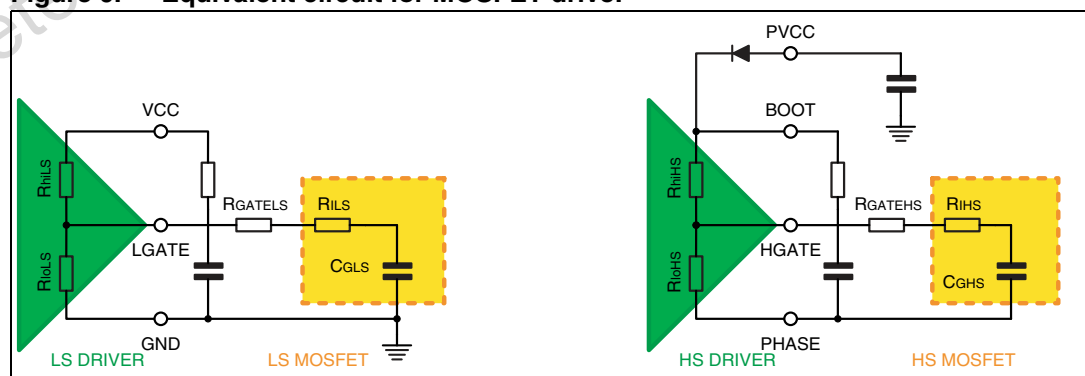 Equivalent circuit for MOSFET driver
VCC
RhiLS
RGATELS
RILS
LGATE
CGLS
RloLS
GND
LS DRIVER
LS MOSFET
PVCC
BOOT
RhiHS
RGATEHS
RIHS
HGATE
CGHS
RloHS
PHASE
HS DRIVER
HS MOSFET